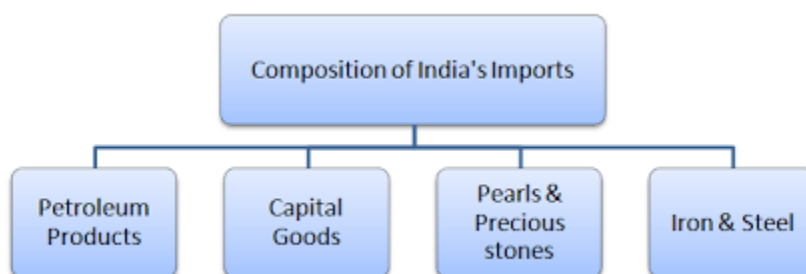 Composition of India's Imports
Petroleum
Products
Capital
Goods
Pearls &
Precious
stones
Iron & Steel